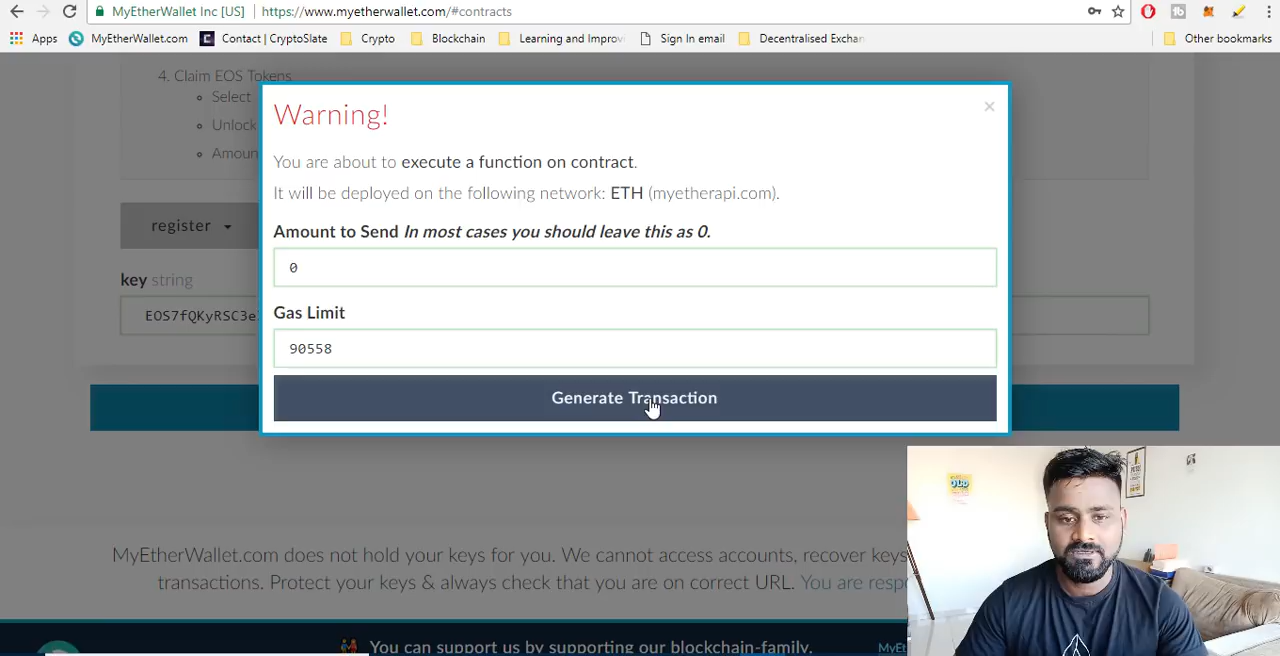 MyEtherWallet Inc [US]
https://www.myetherwallet.com/#contracts
Apps
MyEtherWallet.com
Contact | CryptoSlate
Crypto
Blockchain
Learning and Improvi
Sign In email
Decentralised Exchan
Other bookmarks
4. Claim EOS Tokens
Select
Unlock
Amoun
Warning!
×
You are about to execute a function on contract.
It will be deployed on the following network: ETH (myetherapi.com).
Amount to Send In most cases you should leave this as 0.
0
register
key string
Gas Limit
EOS7fQKyRSC3e
90558
Generate Transaction
MyEtherWallet.com does not hold your keys for you. We cannot access accounts, recover keys
transactions. Protect your keys & always check that you are on correct URL. You are resp
You can support us by supporting our blockchain-family.
MyEt